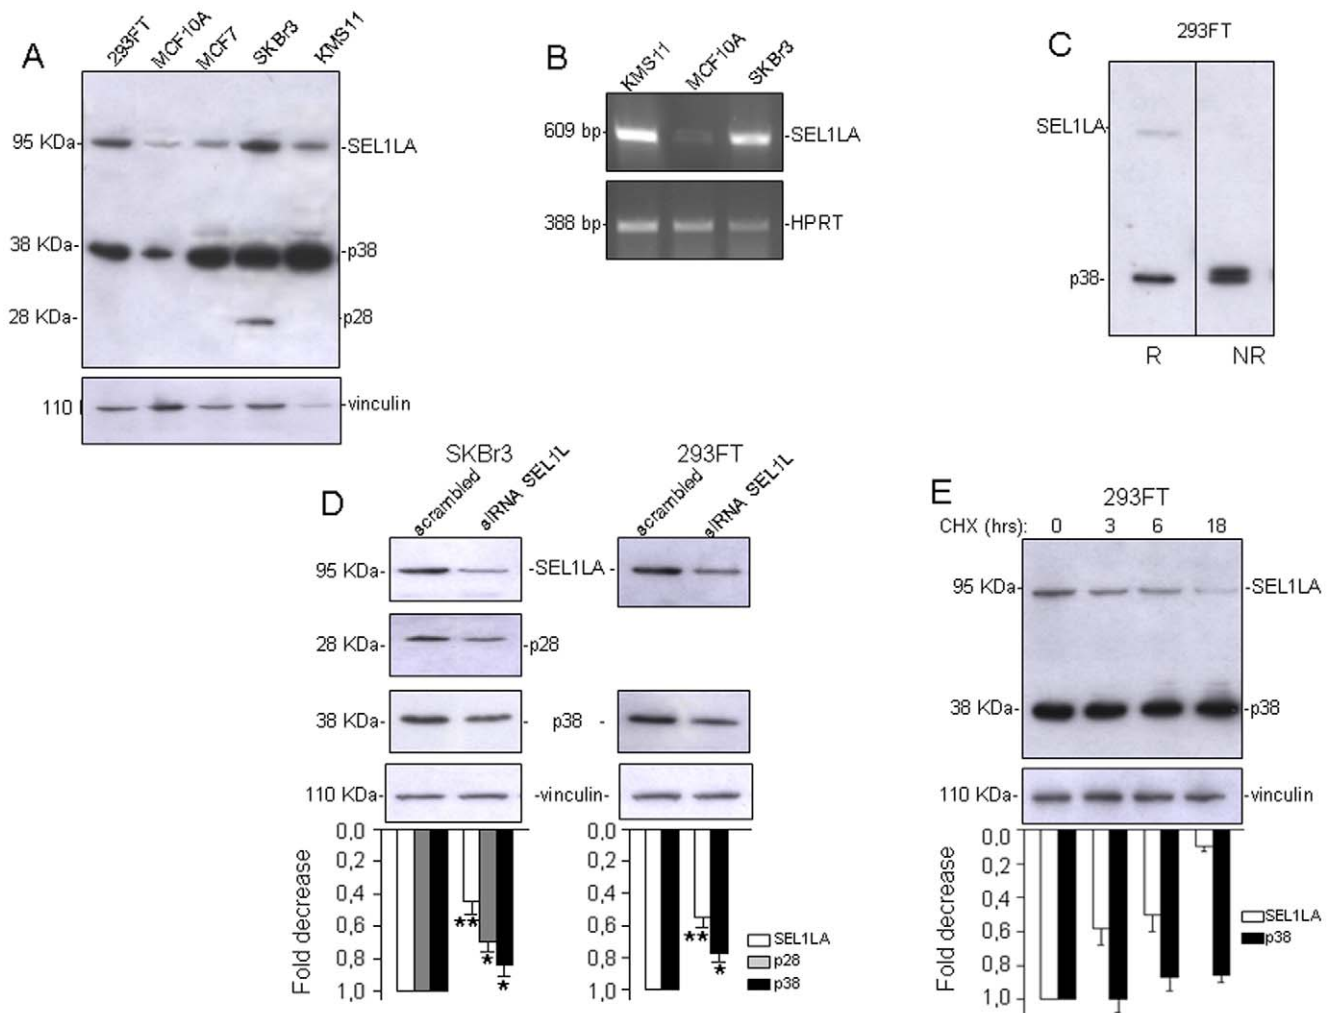 A
293FT MCF10A MCF7 SKBr3 KMS11
95 KDa- -SEL1LA
38 KDa- -p38
28 KDa- -p28
110 -vinculin
B
KMS11 MCF10A SKBr3
609 bp- -SEL1LA
388 bp- -HPRT
C
293FT
SEL1LA-
p38-
R NR
D
SKBr3 293FT
scrambled siRNA SEL1L scrambled siRNA SEL1L
95 KDa- -SEL1LA -
28 KDa- -p28
38 KDa- - p38 -
110 KDa- -vinculin-
Fold decrease
0,0
0,2
0,4
0,6
0,8
1,0
** * *
0,0
0,2
0,4
0,6
0,8
1,0
** *
SEL1LA
p28
p38
E
293FT
CHX (hrs): 0 3 6 18
95 KDa- -SEL1LA
38 KDa- -p38
110 KDa- -vinculin
Fold decrease
0,0
0,2
0,4
0,6
0,8
1,0
SEL1LA
p38